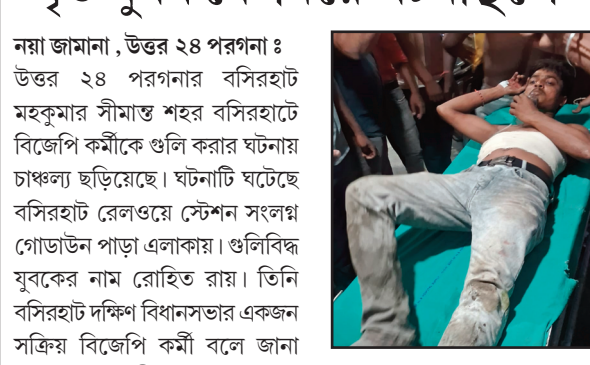 নয়া জামানা , উত্তর ২৪ পরগনা ঃ
উত্তর ২৪ পরগনার বসিরহাট
মহকুমার সীমান্ত শহর বসিরহাটে
বিজেপি কর্মীকে গুলি করার ঘটনায়
চাঞ্চল্য ছড়িয়েছে। ঘটনাটি ঘটেছে
বসিরহাট রেলওয়ে স্টেশন সংলগ্ন
গোডাউন পাড়া এলাকায়। গুলিবিদ্ধ
যুবকের নাম রোহিত রায়। তিনি
বসিরহাট দক্ষিণ বিধানসভার একজন
সক্রিয় বিজেপি কর্মী বলে জানা